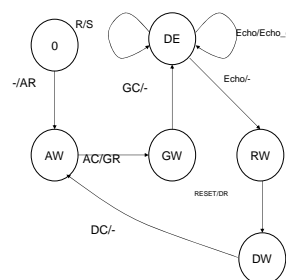 R/S
0
DE
Echo/Echo_
-/AR
GC/-
Echo/-
AW
AC/GR
GW
RW
RESET/DR
DC/-
DW